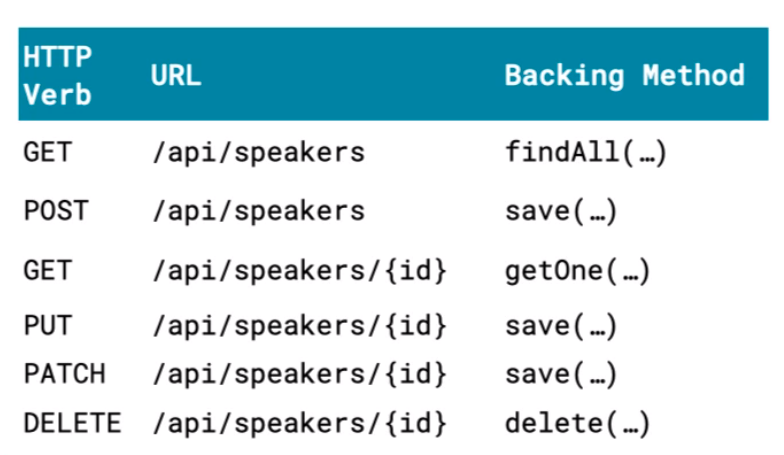 HTTP Verb URL Backing Method
GET /api/speakers findAll(…)
POST /api/speakers save(…)
GET /api/speakers/{id} getOne(…)
PUT /api/speakers/{id} save(…)
PATCH /api/speakers/{id} save(…)
DELETE /api/speakers/{id} delete(…)